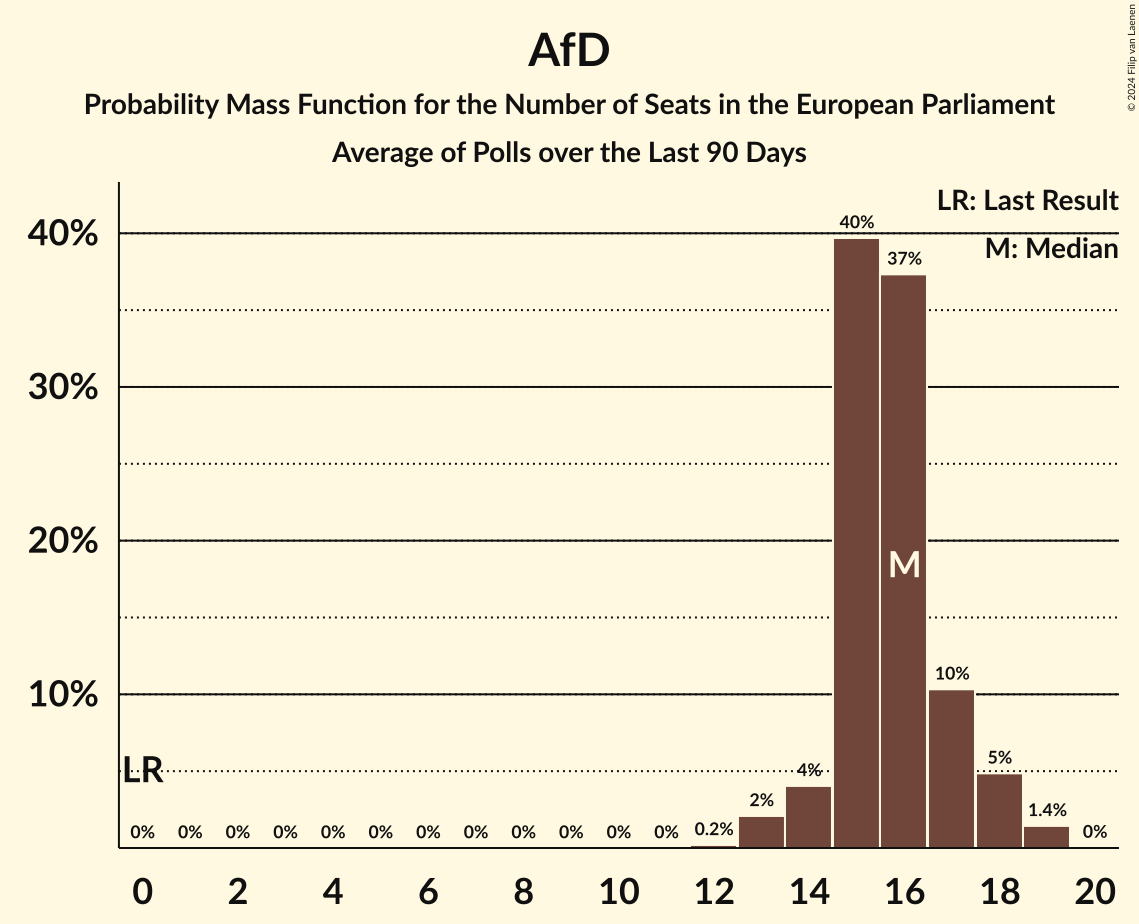 AfD
Probability Mass Function for the Number of Seats in the European Parliament
Average of Polls over the Last 90 Days
© 2024 Filip van Laenen
LR: Last Result
M: Median
40%
30%
20%
10%
40%
37%
M
10%
LR
5%
4%
2%
1.4%
0% 0% 0% 0% 0% 0% 0% 0% 0% 0% 0% 0% 0.2% 0%
0 2 4 6 8 10 12 14 16 18 20